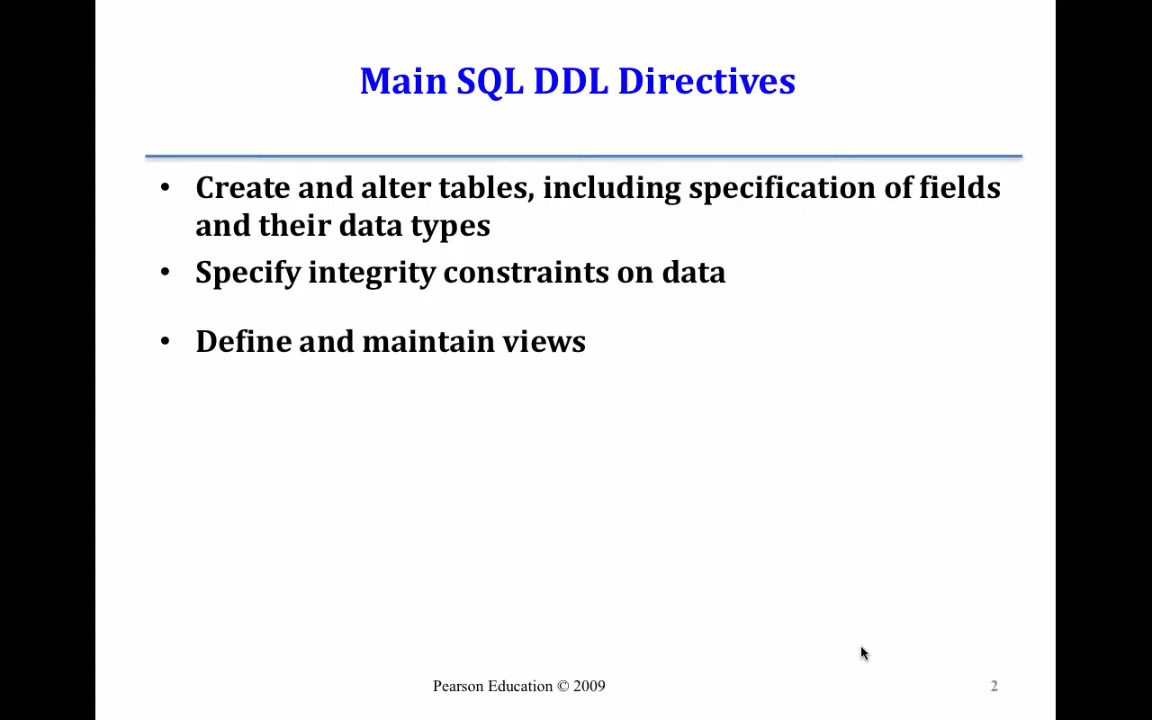 Main SQL DDL Directives
• Create and alter tables, including specification of fields
and their data types
• Specify integrity constraints on data
• Define and maintain views
Pearson Education © 2009
2